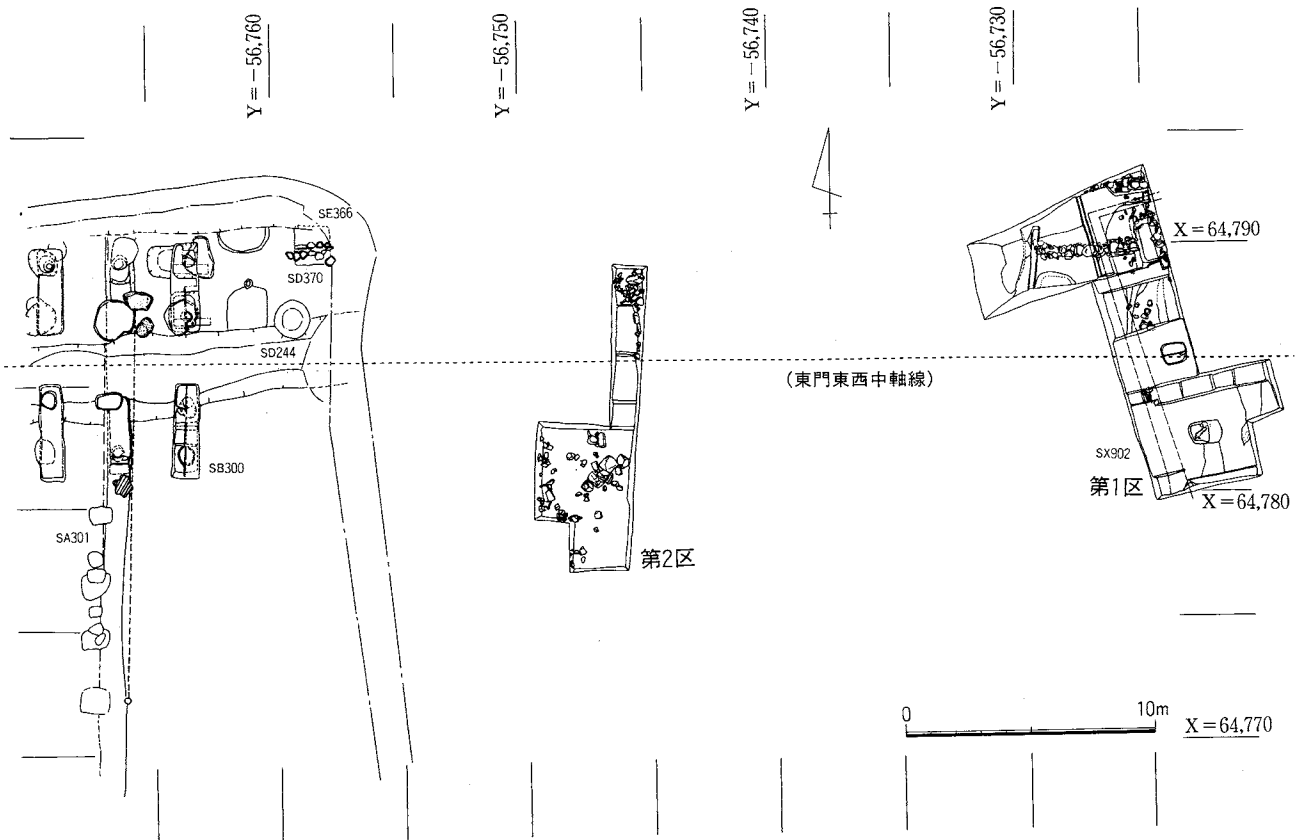 Y = −56,760
Y = −56,750
Y = −56,740
Y = −56,730
SE366
X = 64,790
SD370
SD244
(東門東西中軸線)
SB300
SX902
第1区
X = 64,780
SA301
第2区
0 10m
X = 64,770